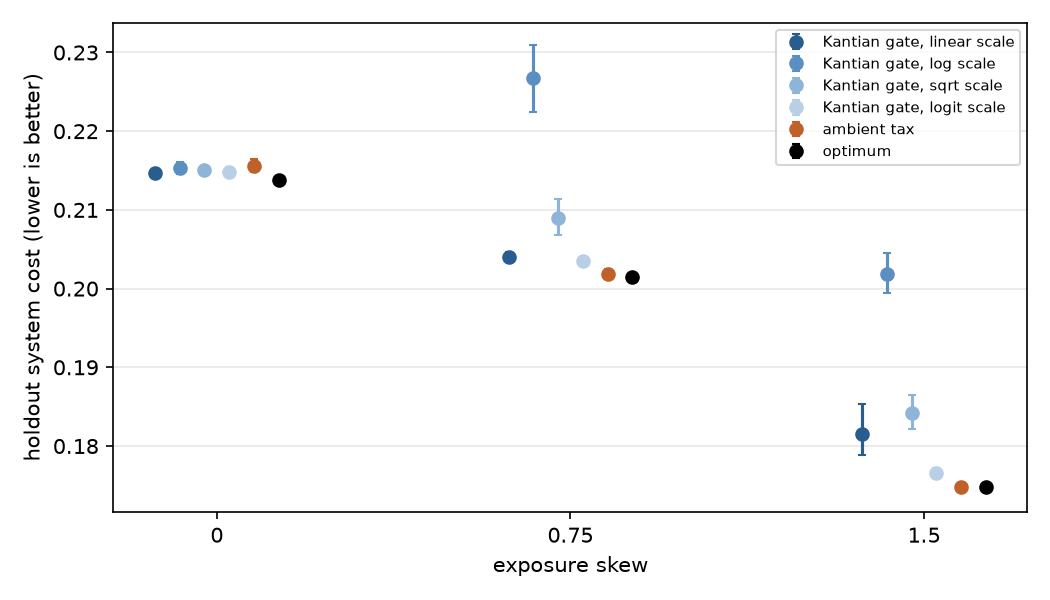 0.23
0.22
0.21
0.20
0.19
0.18
holdout system cost (lower is better)
Kantian gate, linear scale
Kantian gate, log scale
Kantian gate, sqrt scale
Kantian gate, logit scale
ambient tax
optimum
0
0.75
1.5
exposure skew